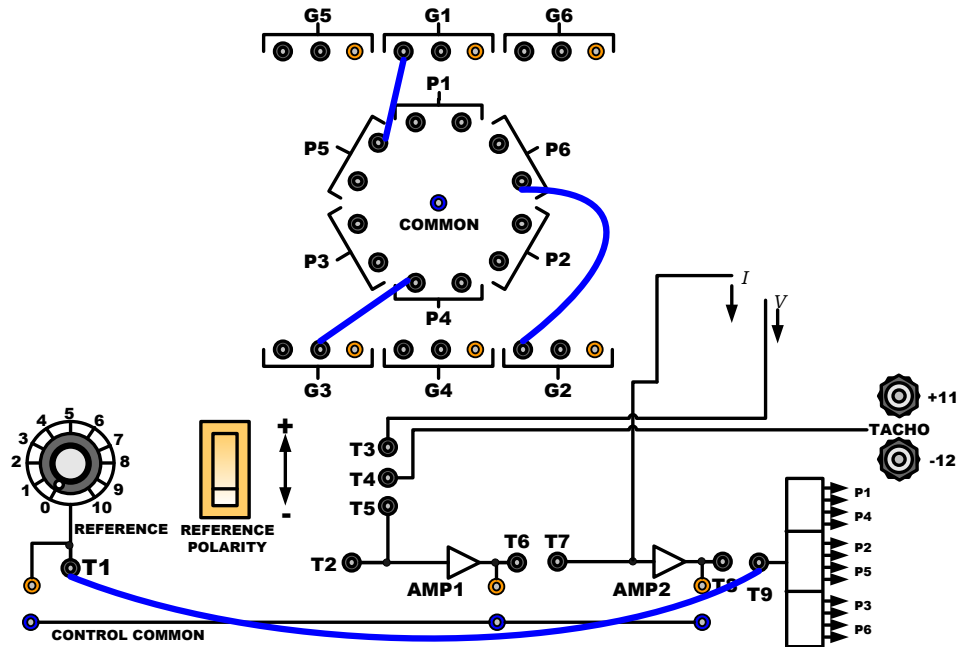 G5 G1 G6
P1
P5 P6
COMMON
P3 P2
P4
G3 G4 G2
I
V
+11
TACHO
-12
0 1 2 3 4 5 6 7 8 9 10
REFERENCE
+
-
REFERENCE
POLARITY
T3
T4
T5
T1
T2
T6
T7
T8
T9
AMP1
AMP2
CONTROL COMMON
P1
P4
P2
P5
P3
P6